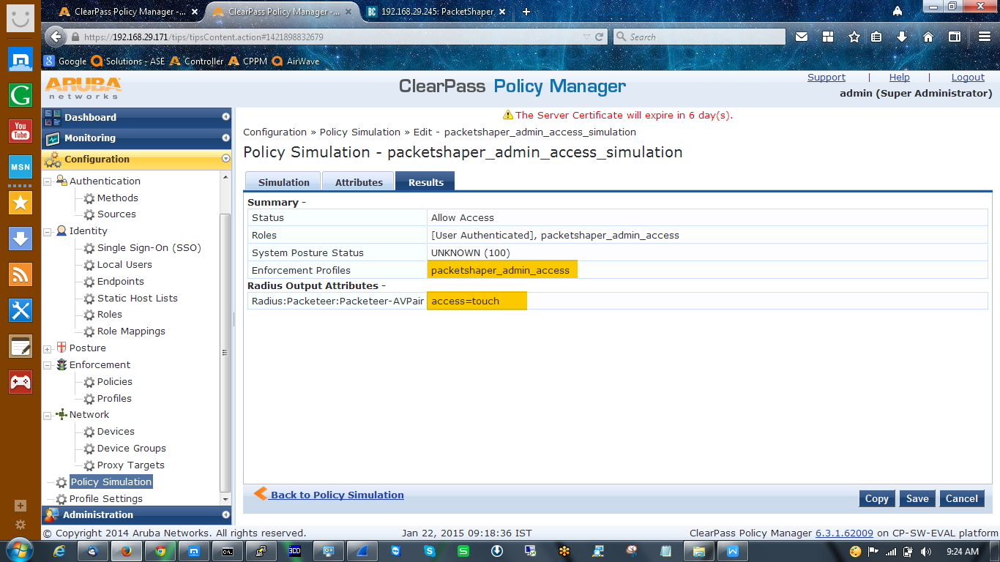 ClearPass Policy Manager -... × ClearPass Policy Manager -... × BC 192.168.29.245: PacketShaper, ×
https://192.168.29.171/tips/tipsContent.action#1421898832679 Search
Google Solutions - ASE Controller CPPM AirWave
ARUBA
networks
ClearPass Policy Manager
Support | Help | Logout
admin (Super Administrator)
The Server Certificate will expire in 6 day(s).
Dashboard
Monitoring
Configuration
Authentication
Methods
Sources
Identity
Single Sign-On (SSO)
Local Users
Endpoints
Static Host Lists
Roles
Role Mappings
Posture
Enforcement
Policies
Profiles
Network
Devices
Device Groups
Proxy Targets
Policy Simulation
Profile Settings
Administration
Configuration » Policy Simulation » Edit - packetshaper_admin_access_simulation
Policy Simulation - packetshaper_admin_access_simulation
Simulation Attributes Results
Summary -
Status Allow Access
Roles [User Authenticated], packetshaper_admin_access
System Posture Status UNKNOWN (100)
Enforcement Profiles packetshaper_admin_access
Radius Output Attributes -
Radius:Packeteer:Packeteer-AVPair access=touch
Back to Policy Simulation
Copy Save Cancel
© Copyright 2014 Aruba Networks. All rights reserved. Jan 22, 2015 09:18:36 IST ClearPass Policy Manager 6.3.1.62009 on CP-SW-EVAL platform
You
Tube
MSN
9:24 AM